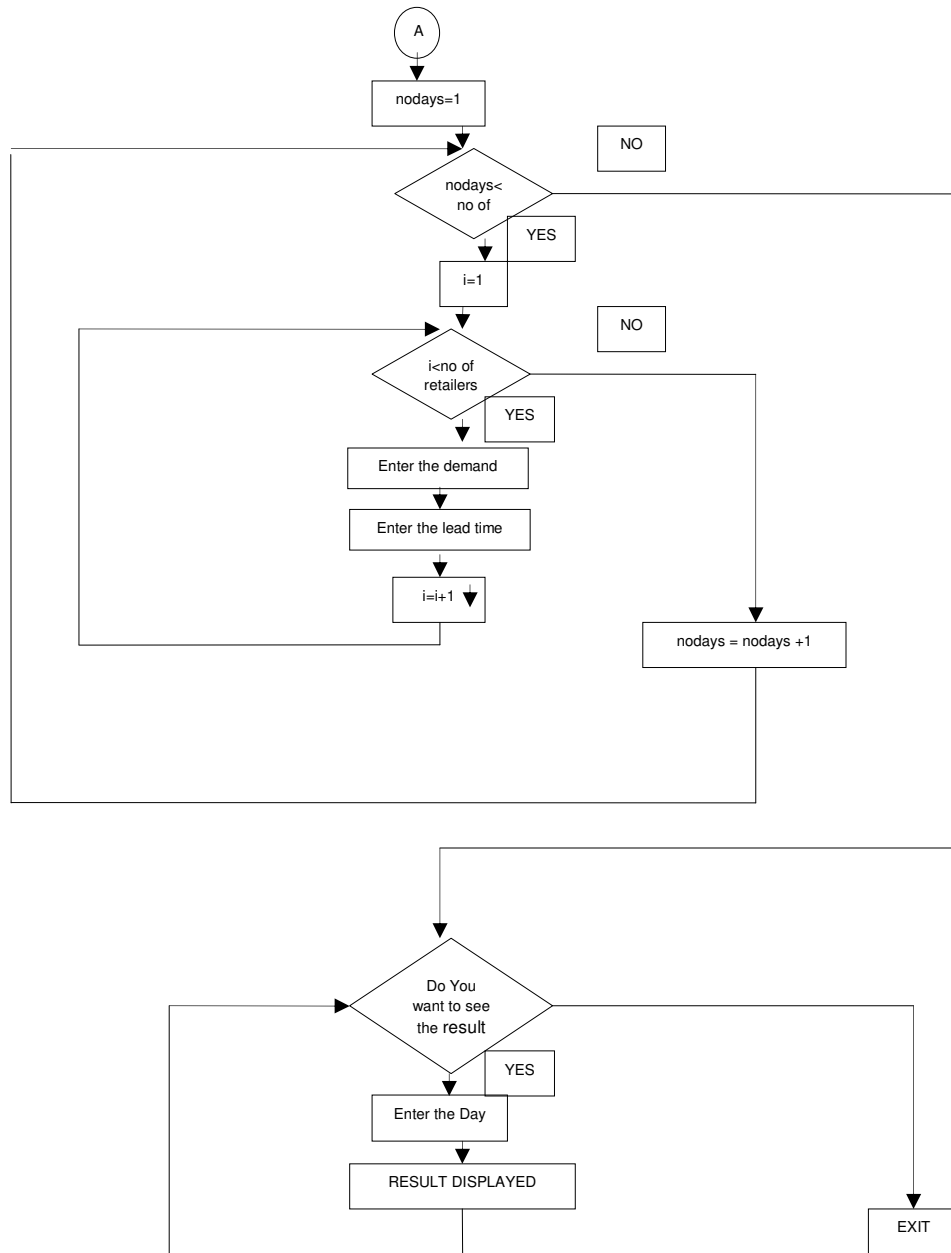 A
nodays=1
NO
nodays<
no of
YES
i=1
NO
i<no of
retailers
YES
Enter the demand
Enter the lead time
i=i+1
nodays = nodays +1
Do You
want to see
the result
YES
Enter the Day
RESULT DISPLAYED
EXIT